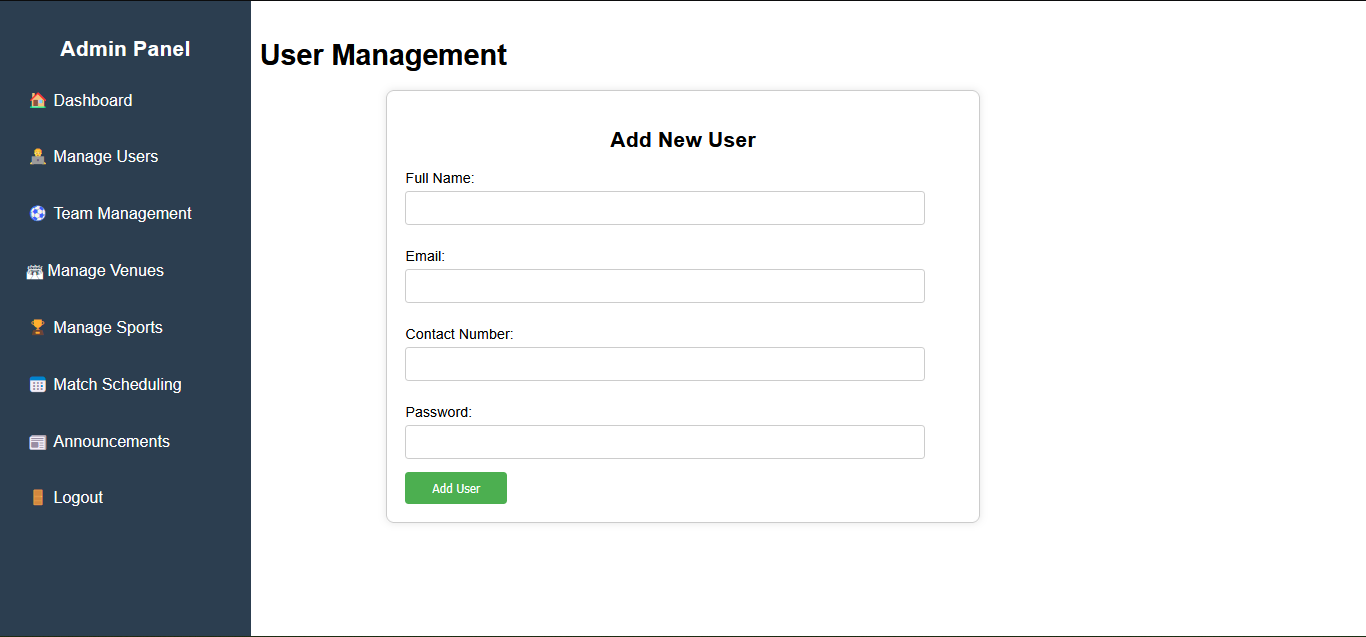 Admin Panel
Dashboard
Manage Users
Team Management
Manage Venues
Manage Sports
Match Scheduling
Announcements
Logout
User Management
Add New User
Full Name:
Email:
Contact Number:
Password:
Add User